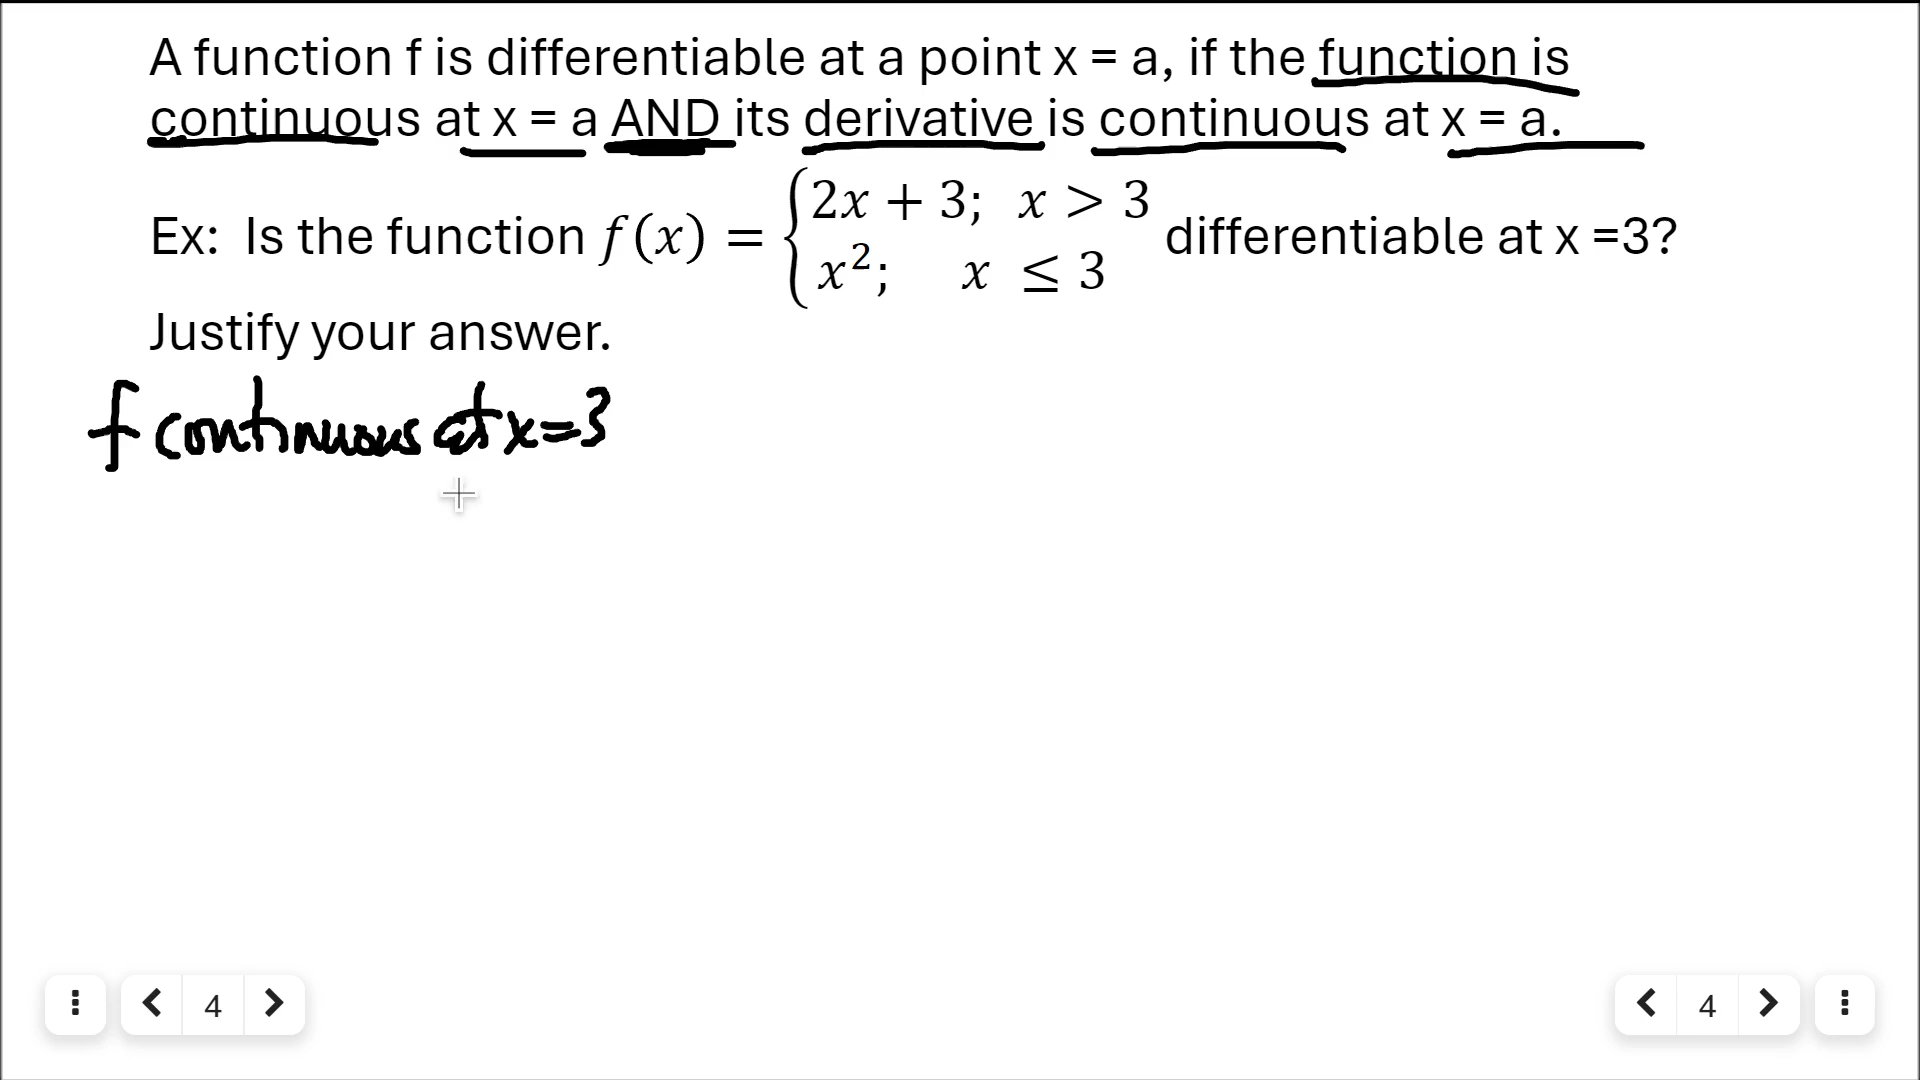 A function f is differentiable at a point x = a, if the function is
continuous at x = a AND its derivative is continuous at x = a.
Ex: Is the function f(x) = {2x + 3; x > 3
x²; x ≤ 3 differentiable at x =3?
Justify your answer.
f continuous at x=3
4
4